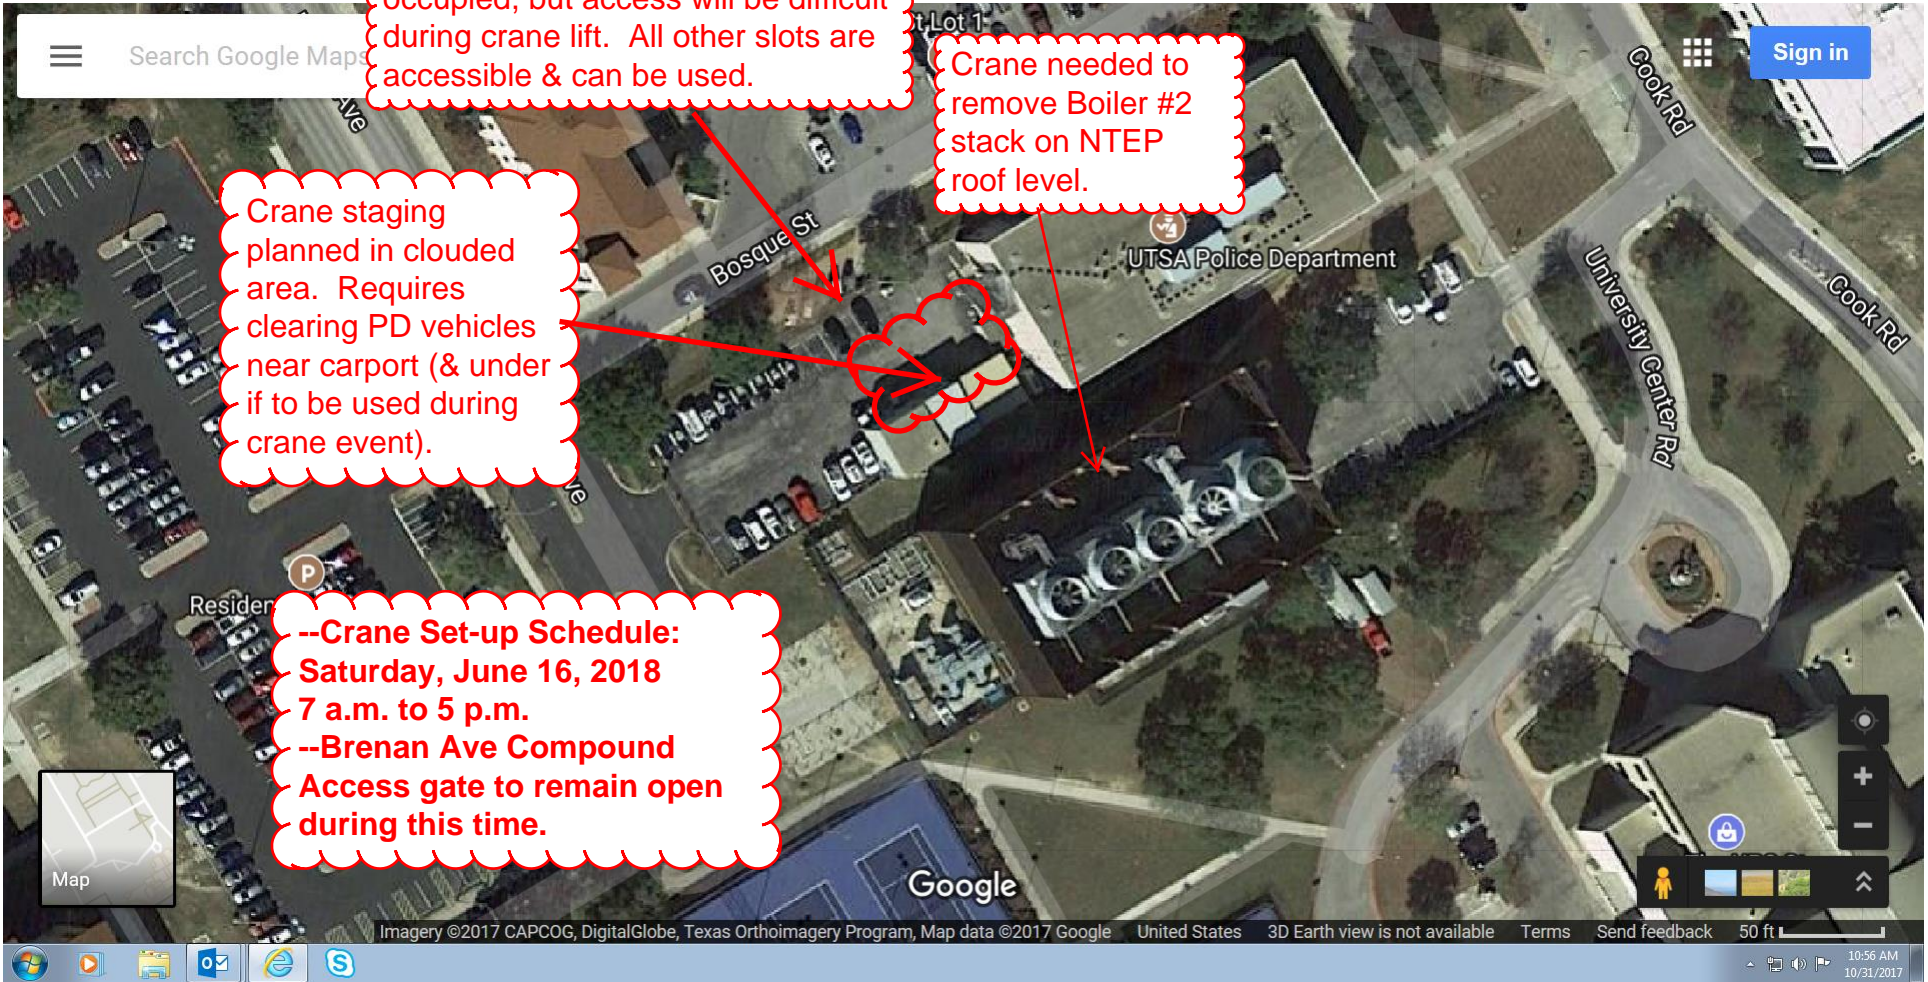 occupied, but access will be difficult
during crane lift.  All other slots are
accessible & can be used.
Search Google Maps
t Lot 1
Sign in
Crane needed to
remove Boiler #2
stack on NTEP
roof level.
Cook Rd
Ave
Crane staging
planned in clouded
area.  Requires
clearing PD vehicles
near carport (& under
if to be used during
crane event).
Bosque St
UTSA Police Department
University Center Rd
Cook Rd
ve
P
Residen
--Crane Set-up Schedule:
Saturday, June 16, 2018
7 a.m. to 5 p.m.
--Brenan Ave Compound
Access gate to remain open
during this time.
Map
Google
Imagery ©2017 CAPCOG, DigitalGlobe, Texas Orthoimagery Program, Map data ©2017 Google United States 3D Earth view is not available Terms Send feedback 50 ft
10:56 AM
10/31/2017